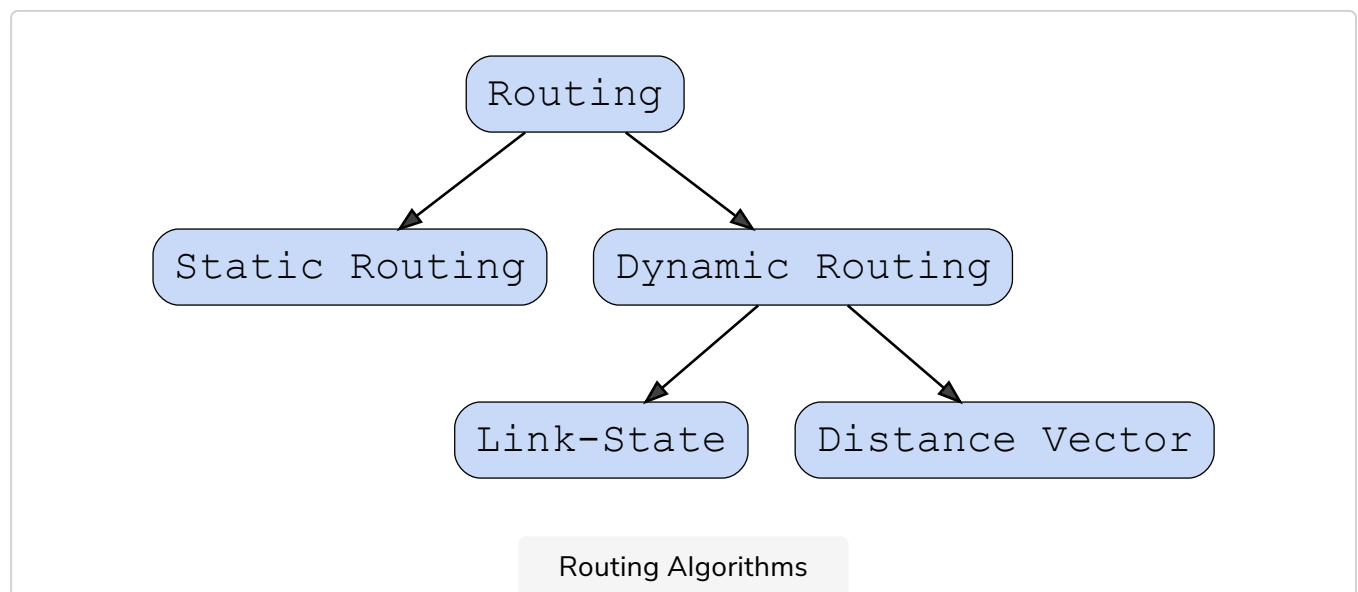 Routing
Static Routing
Dynamic Routing
Link-State
Distance Vector
Routing Algorithms